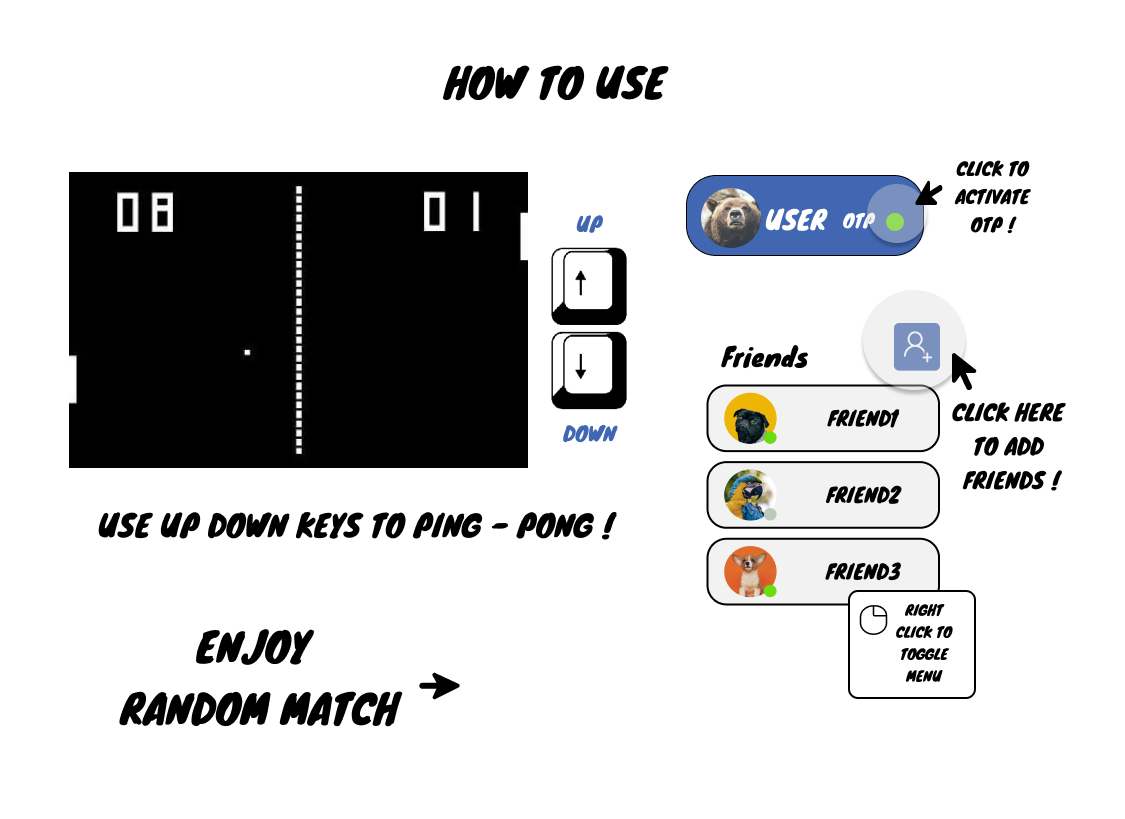 HOW TO USE
08
01
UP
DOWN
USE UP DOWN KEYS TO PING - PONG !
ENJOY
RANDOM MATCH
USER OTP
CLICK TO
ACTIVATE
OTP !
Friends
CLICK HERE
TO ADD
FRIENDS !
FRIEND1
FRIEND2
FRIEND3
RIGHT
CLICK TO
TOGGLE
MENU